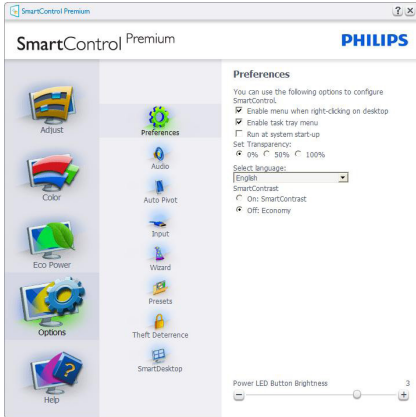 SmartControl Premium
SmartControl Premium
PHILIPS
Adjust
Color
Eco Power
Options
Help
Preferences
Audio
Auto Pivot
Input
Wizard
Presets
Theft Deterrence
SmartDesktop
Preferences
You can use the following options to configure
SmartControl.
Enable menu when right-clicking on desktop
Enable task tray menu
Run at system start-up
Set Transparency:
0% 50% 100%
Select language:
English
SmartContrast
On: SmartContrast
Off: Economy
Power LED Button Brightness 3